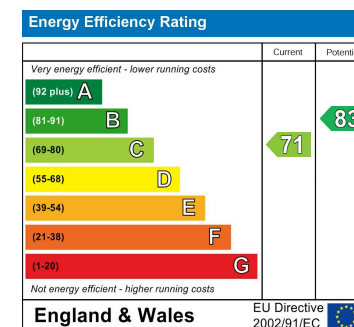 Energy Efficiency Rating
Current Potenti
Very energy efficient - lower running costs
(92 plus) A
(81-91) B 83
(69-80) C 71
(55-68) D
(39-54) E
(21-38) F
(1-20) G
Not energy efficient - higher running costs
England & Wales
EU Directive
2002/91/EC